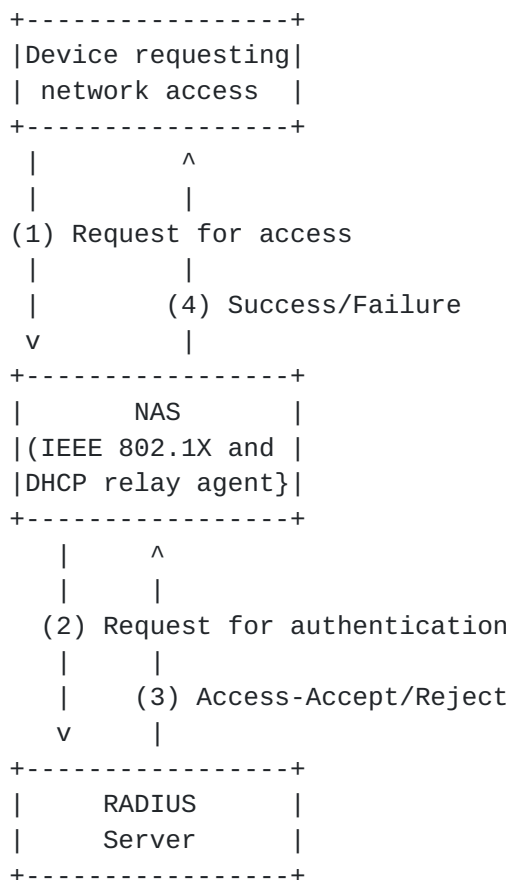 Device requesting
network access
(1) Request for access
(4) Success/Failure
NAS
(IEEE 802.1X and
DHCP relay agent}
(2) Request for authentication
(3) Access-Accept/Reject
RADIUS
Server